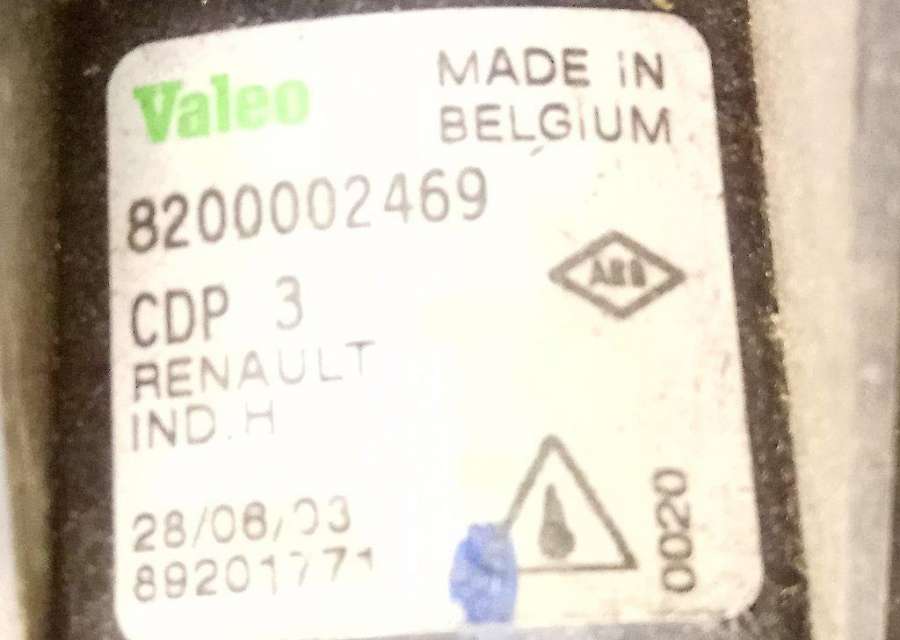 Valeo
MADE iN
BELGiUM
8200002469
CDP 3
RENAULT
IND.H
28/08/03
89201771
0020